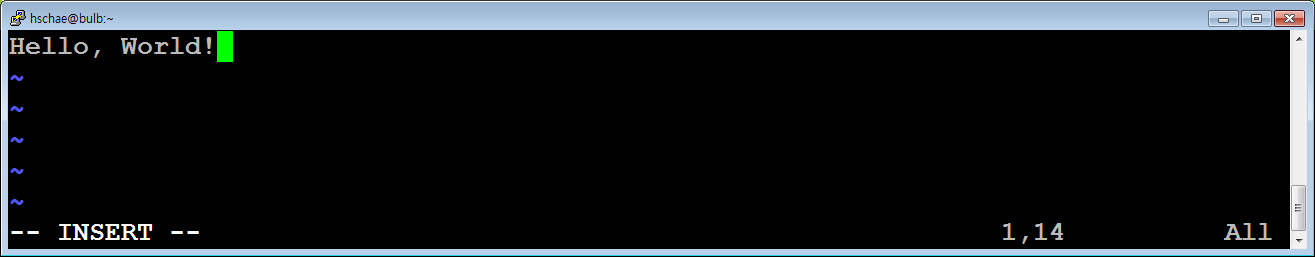 hschae@bulb:~
Hello, World!
~
~
~
~
~
-- INSERT -- 1,14 All